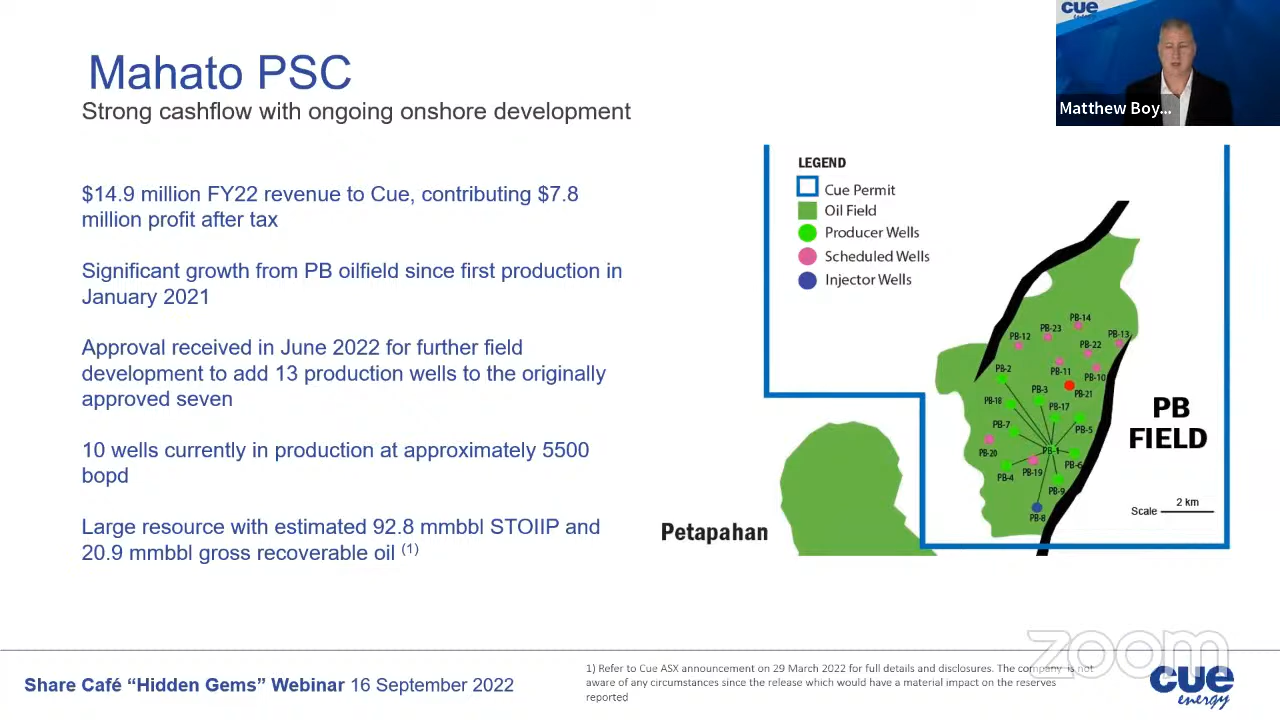 cue
energy
Matthew Boy...
Mahato PSC
Strong cashflow with ongoing onshore development
$14.9 million FY22 revenue to Cue, contributing $7.8
million profit after tax
Significant growth from PB oilfield since first production in
January 2021
Approval received in June 2022 for further field
development to add 13 production wells to the originally
approved seven
10 wells currently in production at approximately 5500
bopd
Large resource with estimated 92.8 mmbbl STOIIP and
20.9 mmbbl gross recoverable oil (1)
LEGEND
Cue Permit
Oil Field
Producer Wells
Scheduled Wells
Injector Wells
PB-14
PB-23
PB-13
PB-12
PB-22
PB-2
PB-11
PB-10
PB-3
PB-21
PB-18
PB-17
PB-7
PB-5
PB-20
PB-1
PB-6
PB-19
PB-4
PB-9
PB-8
PB
FIELD
2 km
Scale
Petapahan
zoom
Share Café “Hidden Gems” Webinar 16 September 2022
1) Refer to Cue ASX announcement on 29 March 2022 for full details and disclosures. The company is not
aware of any circumstances since the release which would have a material impact on the reserves
reported
cue
energy